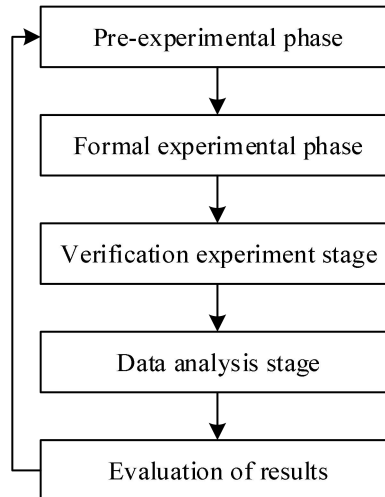 Pre-experimental phase
Formal experimental phase
Verification experiment stage
Data analysis stage
Evaluation of results